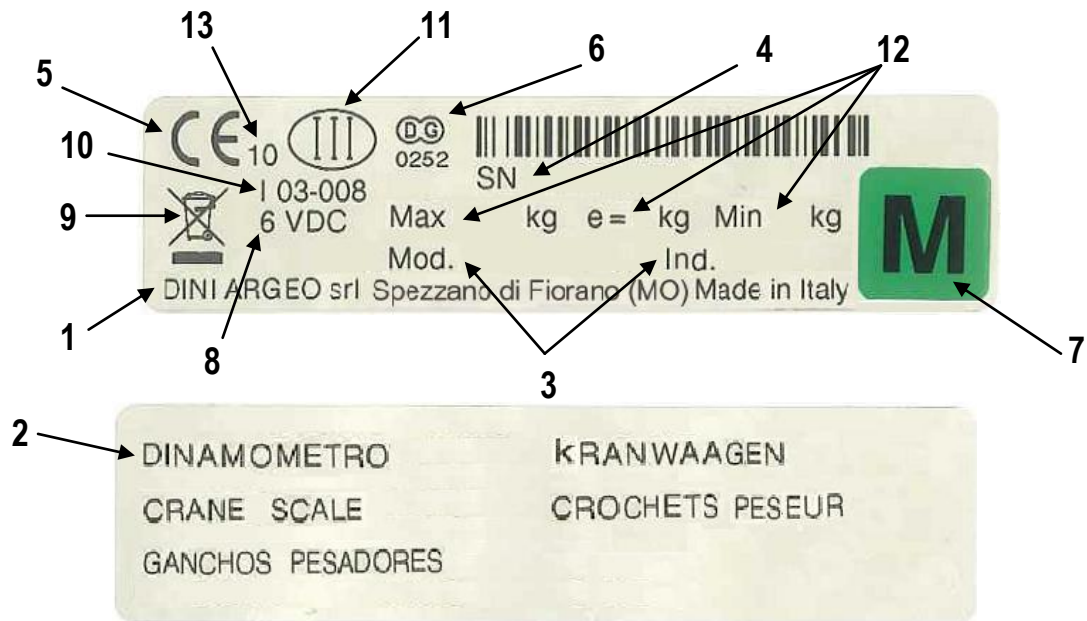 13 11 6 4 12
5
CE 10 III DG 0252
10 SN
I 03-008
9 6 VDC Max kg e = kg Min kg M
Mod. Ind.
DINI ARGEO srl Spezzano di Fiorano (MO) Made in Italy
1 8 3 7
2
DINAMOMETRO kRANWAAGEN
CRANE SCALE CROCHETS PESEUR
GANCHOS PESADORES